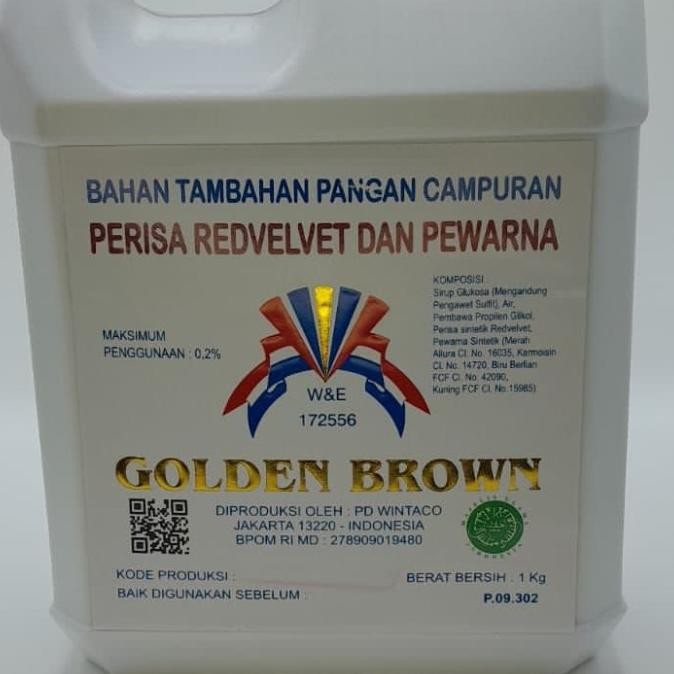 BAHAN TAMBAHAN PANGAN CAMPURAN
PERISA REDVELVET DAN PEWARNA
KOMPOSISI
Sirup Glukosa (Mengandung
Pengawet Sulfit), Air,
Pembawa Propilen Glikol,
Perisa sintetik Redvelvet,
Pewarna Sintetik (Merah
Allura CI. No. 16035, Karmoisin
CI. No. 14720, Biru Berlian
FCF CI. No. 42090,
Kuning FCF CI. No.15985)
MAKSIMUM
PENGGUNAAN : 0,2%
W&E
172556
GOLDEN BROWN
DIPRODUKSI OLEH : PD WINTACO
JAKARTA 13220 - INDONESIA
BPOM RI MD : 278909019480
MAJELIS ULAMA
INDONESIA
KODE PRODUKSI :
BERAT BERSIH . 1 Kg
BAIK DIGUNAKAN SEBELUM :
P.09.302